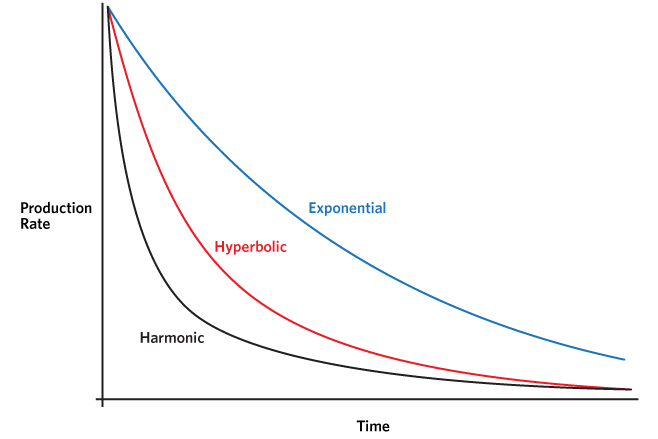 Production
Rate
Exponential
Hyperbolic
Harmonic
Time